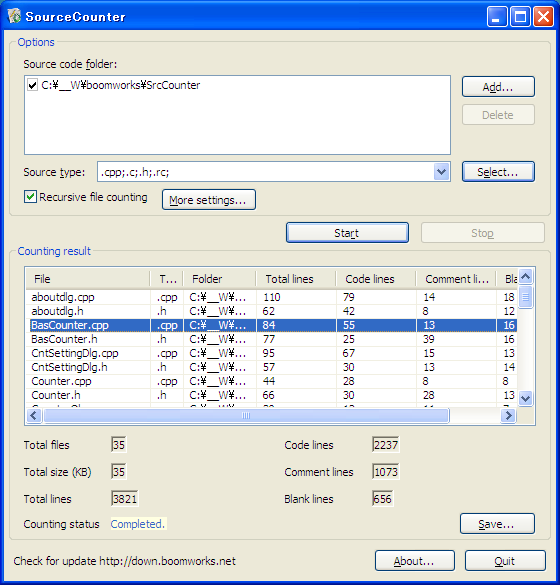 SourceCounter
Options
Source code folder:
C:¥__W¥boomworks¥SrcCounter
Add...
Delete
Source type: .cpp;.c;.h;.rc; Select...
Recursive file counting More settings...
Start Stop
Counting result
File T... Folder Total lines Code lines Comment li... Bla
aboutdlg.cpp .cpp C:¥__W¥... 110 79 14 18
aboutdlg.h .h C:¥__W¥... 62 42 8 12
BasCounter.cpp .cpp C:¥__W¥... 84 55 13 16
BasCounter.h .h C:¥__W¥... 77 25 39 16
CntSettingDlg.cpp .cpp C:¥__W¥... 95 67 15 13
CntSettingDlg.h .h C:¥__W¥... 57 30 13 14
Counter.cpp .cpp C:¥__W¥... 44 28 8 8
Counter.h .h C:¥__W¥... 66 30 28 13
Total files 35 Code lines 2237
Total size (KB) 35 Comment lines 1073
Total lines 3821 Blank lines 656
Counting status Completed. Save...
Check for update http://down.boomworks.net About... Quit